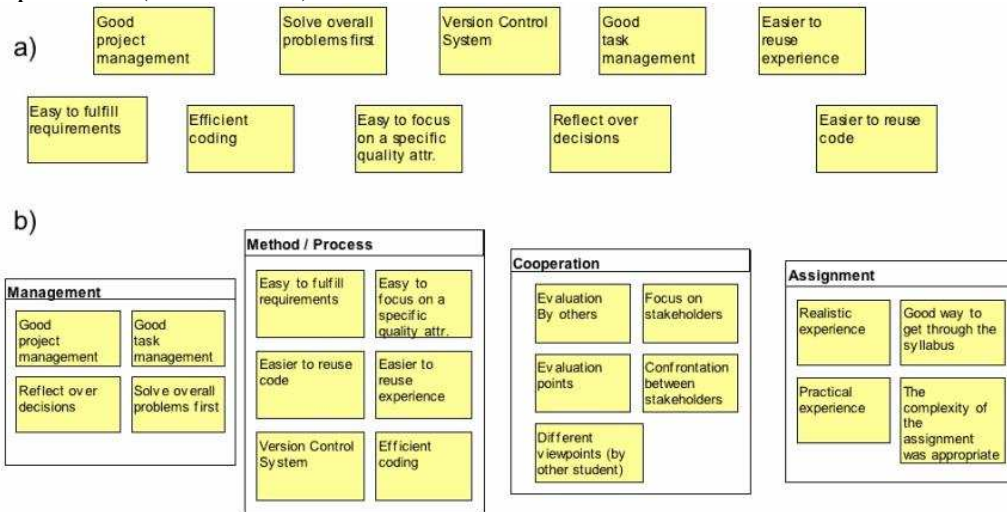 a)
Good
project
management
Solve overall
problems first
Version Control
System
Good
task
management
Easier to
reuse
experience
Easy to fulfill
requirements
Efficient
coding
Easy to focus
on a specific
quality attr.
Reflect over
decisions
Easier to reuse
code
b)
Management
Good
project
management
Good
task
management
Reflect over
decisions
Solve overall
problems first
Method / Process
Easy to fulfill
requirements
Easy to
focus on a
specific
quality attr.
Easier to reuse
code
Easier to
reuse
experience
Version Control
System
Efficient
coding
Cooperation
Evaluation
By others
Focus on
stakeholders
Evaluation
points
Confrontation
between
stakeholders
Different
viewpoints (by
other student)
Assignment
Realistic
experience
Good way to
get through the
syllabus
Practical
experience
The
complexity of
the
assignment
was appropriate